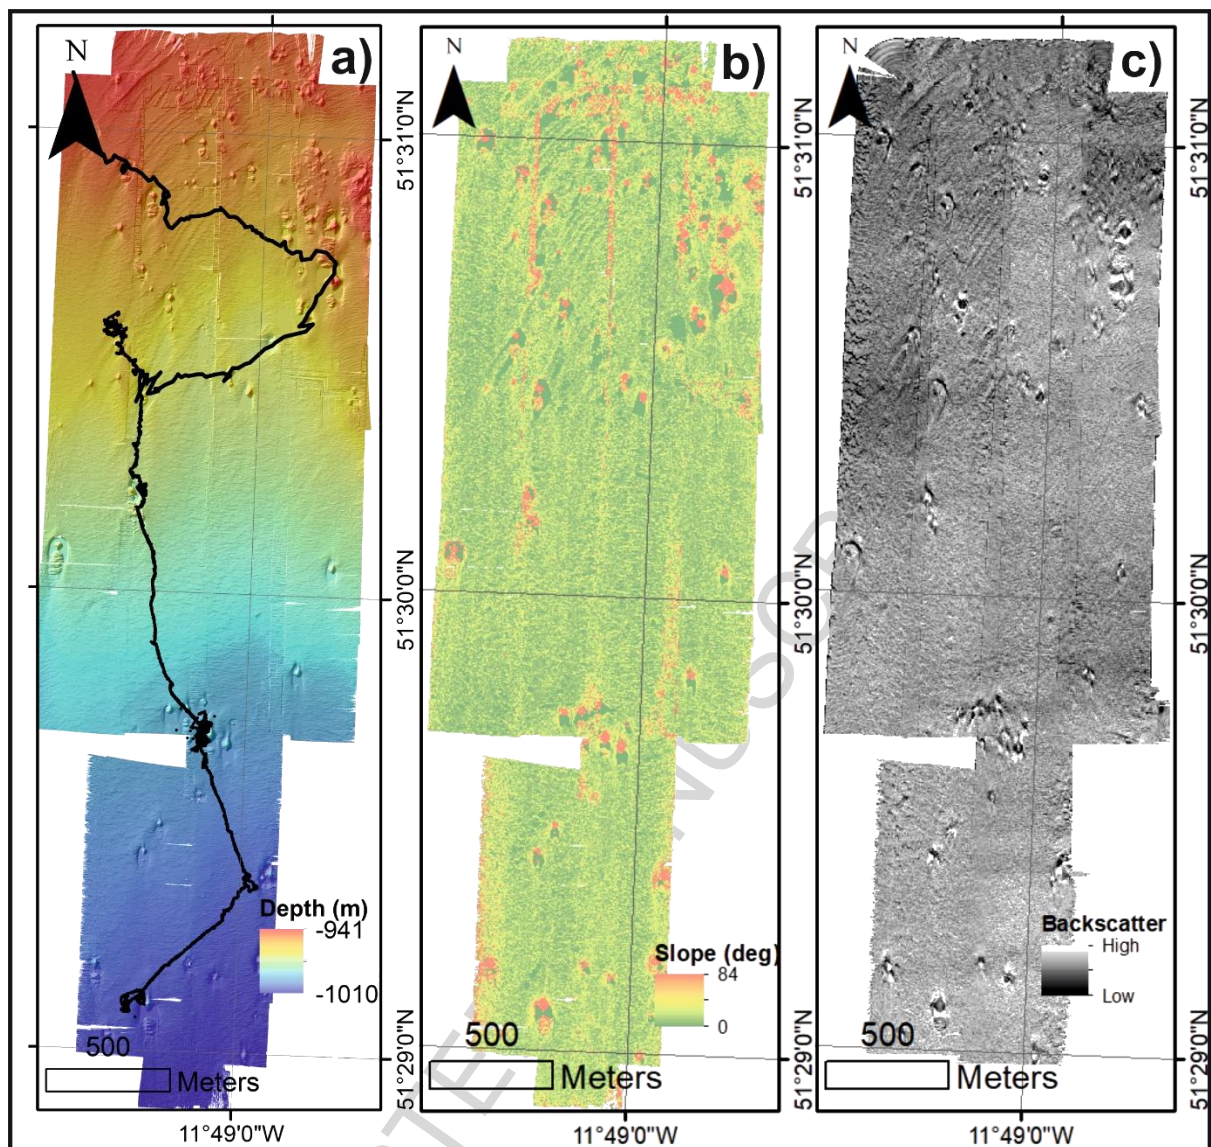 N
a)
51°31'0"N
51°30'0"N
51°29'0"N
Depth (m)
-941
-1010
500
Meters
11°49'0"W
N
b)
51°31'0"N
51°30'0"N
51°29'0"N
Slope (deg)
84
0
500
Meters
11°49'0"W
N
c)
51°31'0"N
51°30'0"N
51°29'0"N
Backscatter
High
Low
500
Meters
11°49'0"W